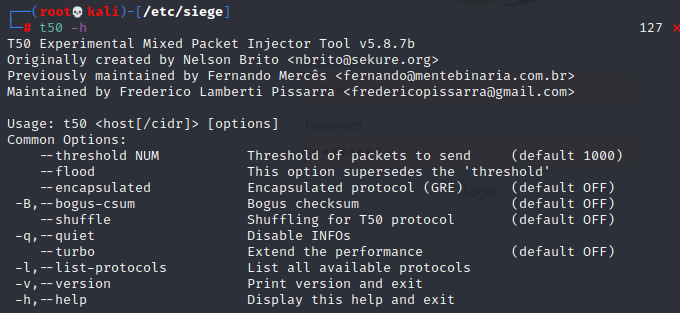 ┌──(root💀kali)-[/etc/siege]
└─# t50 -h 127 ⨯
T50 Experimental Mixed Packet Injector Tool v5.8.7b
Originally created by Nelson Brito <nbrito@sekure.org>
Previously maintained by Fernando Mercês <fernando@mentebinaria.com.br>
Maintained by Frederico Lamberti Pissarra <fredericopissarra@gmail.com>
Usage: t50 <host[/cidr]> [options]
Password
Common Options:
--threshold NUM Threshold of packets to send (default 1000)
--flood This option supersedes the 'threshold'
--encapsulated Encapsulated protocol (GRE) (default OFF)
Login
-B,--bogus-csum Bogus checksum (default OFF)
--shuffle Shuffling for T50 protocol (default OFF)
-q,--quiet Disable INFOs
--turbo Extend the performance (default OFF)
-l,--list-protocols List all available protocols
-v,--version Print version and exit
-h,--help Display this help and exit